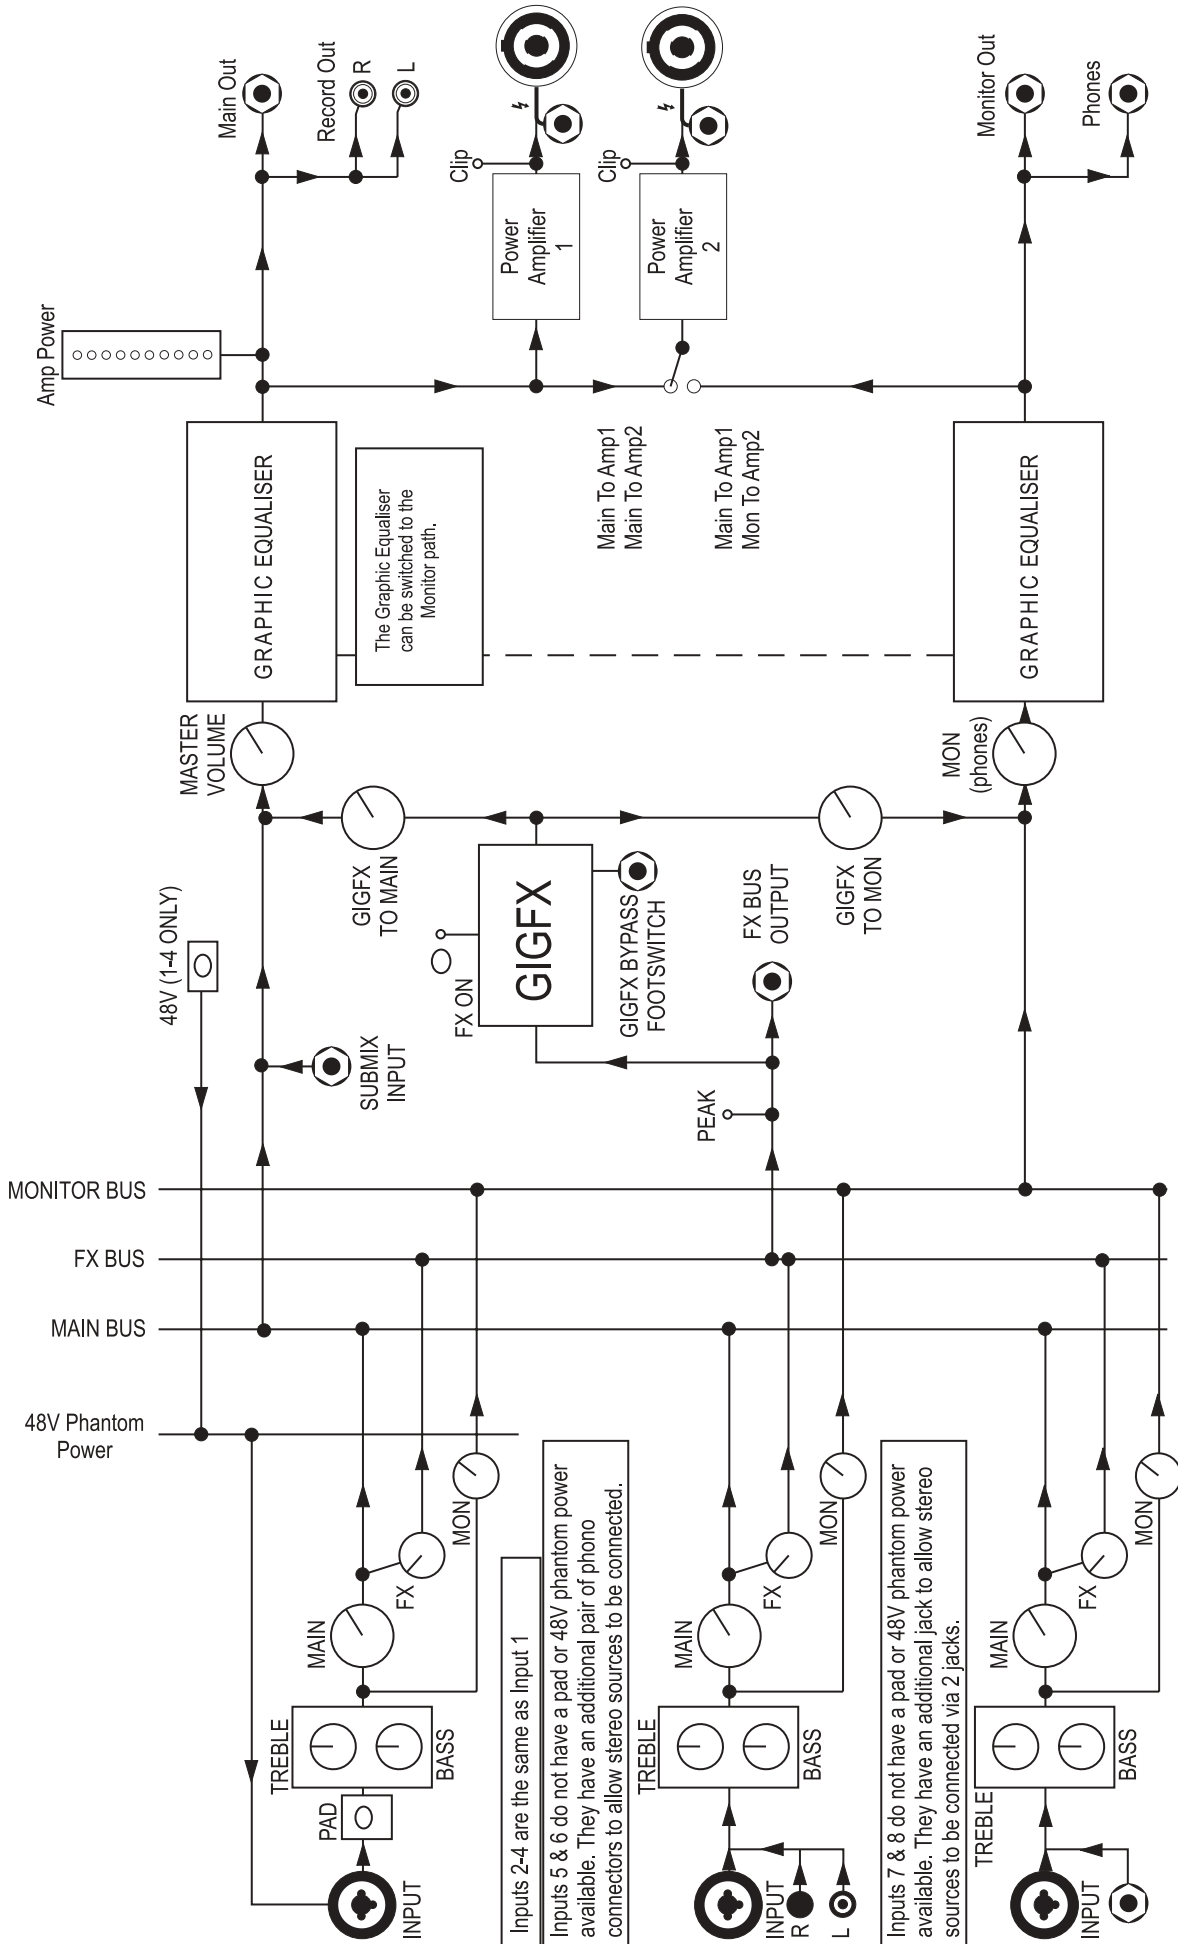 Main Out
Record Out
R
L
Clip
Clip
Monitor Out
Phones
Power
Amplifier
1
Power
Amplifier
2
Amp Power
Main To Amp1
Main To Amp2
Main To Amp1
Mon To Amp2
GRAPHIC EQUALISER
The Graphic Equaliser
can be switched to the
Monitor path.
GRAPHIC EQUALISER
MASTER
VOLUME
MON
(phones)
GIGFX
TO MAIN
GIGFX
TO MON
48V (1-4 ONLY)
FX ON
GIGFX
GIGFX BYPASS
FOOTSWITCH
FX BUS
OUTPUT
SUBMIX
INPUT
PEAK
MONITOR BUS
FX BUS
MAIN BUS
48V Phantom
Power
MAIN
FX
MON
TREBLE
BASS
PAD
INPUT
Inputs 2-4 are the same as Input 1
Inputs 5 & 6 do not have a pad or 48V phantom power
available. They have an additional pair of phono
connectors to allow stereo sources to be connected.
MAIN
FX
MON
TREBLE
BASS
INPUT
R
L
Inputs 7 & 8 do not have a pad or 48V phantom power
available. They have an additional jack to allow stereo
sources to be connected via 2 jacks.
MAIN
FX
MON
TREBLE
BASS
INPUT